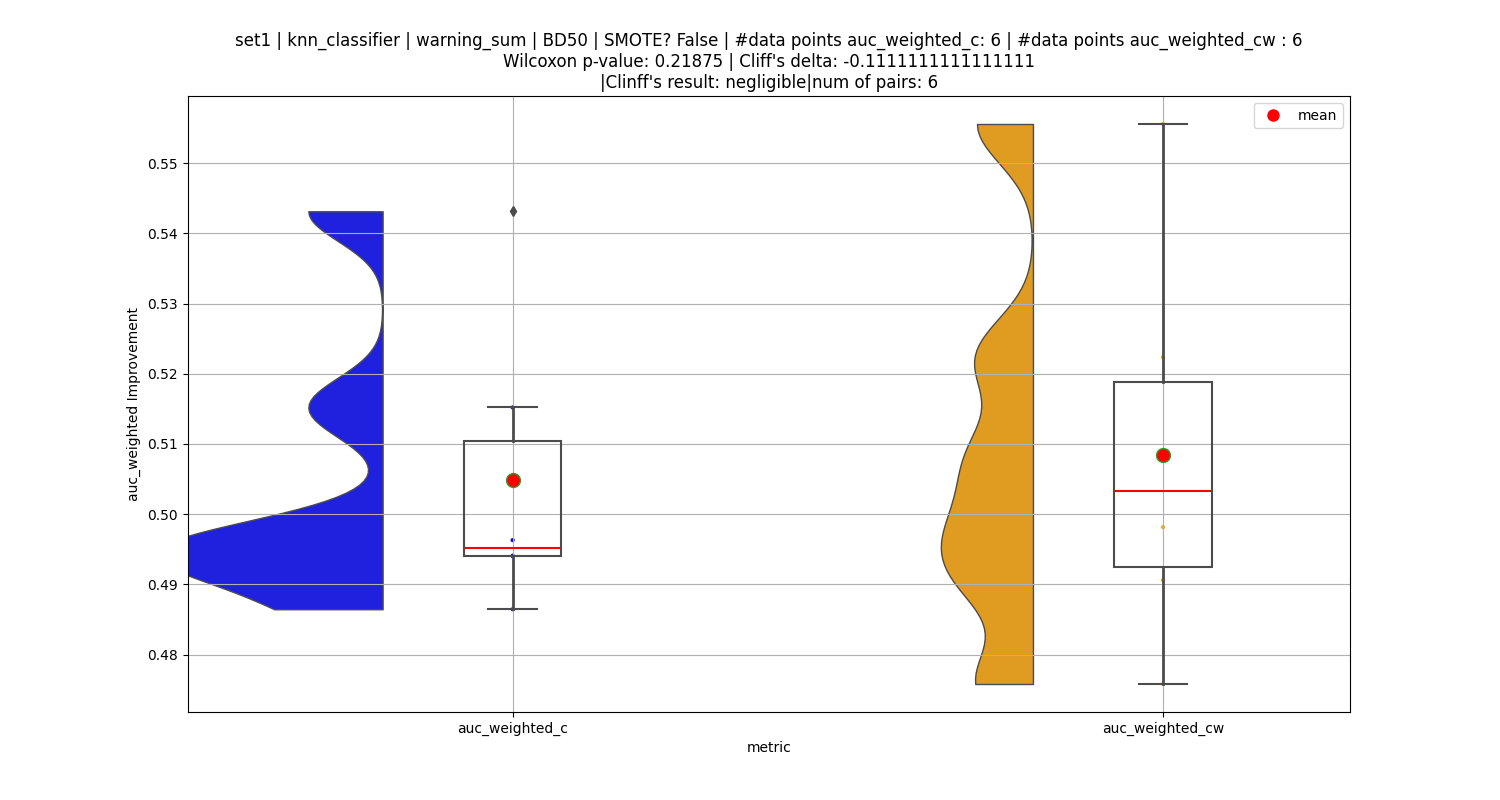 set1 | knn_classifier | warning_sum | BD50 | SMOTE? False | #data points auc_weighted_c: 6 | #data points auc_weighted_cw : 6
Wilcoxon p-value: 0.21875 | Cliff's delta: -0.1111111111111111
|Clinff's result: negligible|num of pairs: 6
mean
0.55
0.54
0.53
0.52
0.51
0.50
0.49
0.48
auc_weighted Improvement
auc_weighted_c
auc_weighted_cw
metric